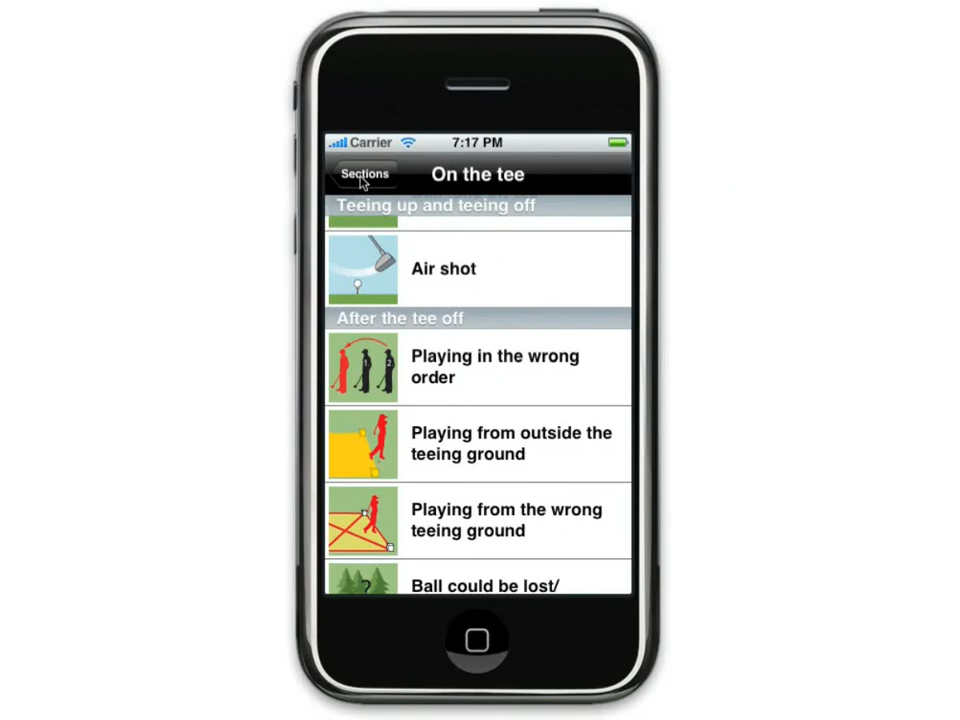 Carrier 7:17 PM
Sections On the tee
Teeing up and teeing off
Air shot
After the tee off
2
Playing in the wrong
order
Playing from outside the
teeing ground
Playing from the wrong
teeing ground
?
Ball could be lost/